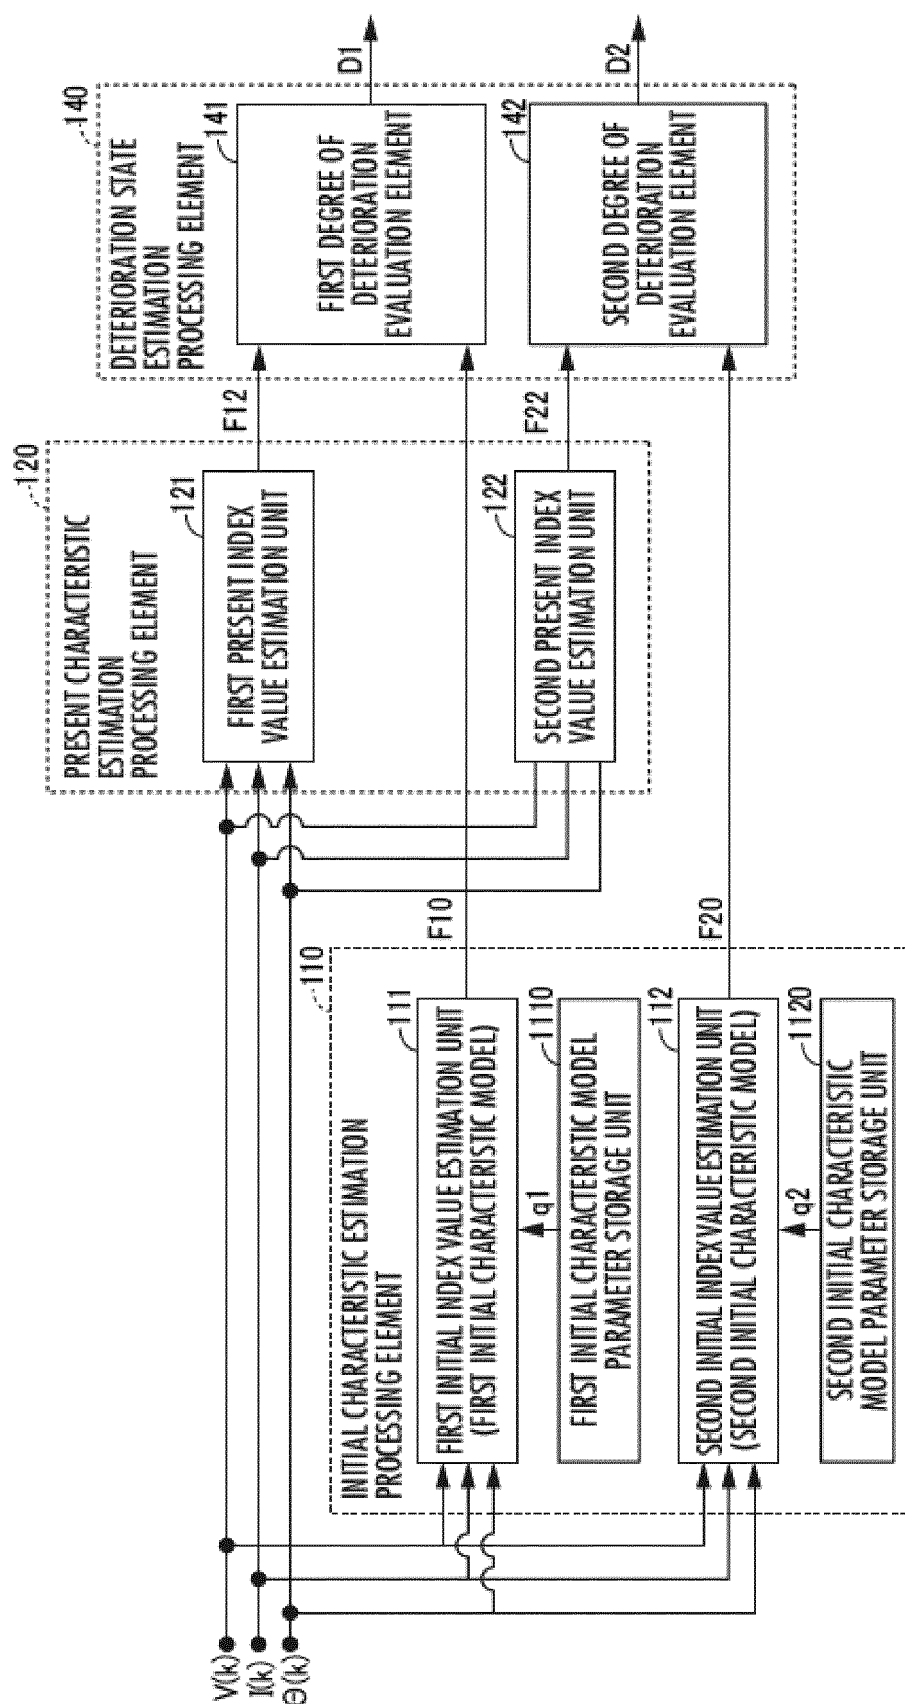 V(k)
I(k)
Θ(k)
INITIAL CHARACTERISTIC ESTIMATION
PROCESSING ELEMENT
110
FIRST INITIAL INDEX VALUE ESTIMATION UNIT
(FIRST INITIAL CHARACTERISTIC MODEL)
111
q1
FIRST INITIAL CHARACTERISTIC MODEL
PARAMETER STORAGE UNIT
1110
SECOND INITIAL INDEX VALUE ESTIMATION UNIT
(SECOND INITIAL CHARACTERISTIC MODEL)
112
q2
SECOND INITIAL CHARACTERISTIC
MODEL PARAMETER STORAGE UNIT
1120
F10
F20
PRESENT CHARACTERISTIC
ESTIMATION
PROCESSING ELEMENT
120
FIRST PRESENT INDEX
VALUE ESTIMATION UNIT
121
SECOND PRESENT INDEX
VALUE ESTIMATION UNIT
122
F12
F22
DETERIORATION STATE
ESTIMATION
PROCESSING ELEMENT
140
FIRST DEGREE OF
DETERIORATION
EVALUATION ELEMENT
141
SECOND DEGREE OF
DETERIORATION
EVALUATION ELEMENT
142
D1
D2